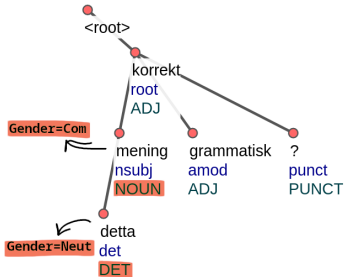 <root>
korrekt
root
ADJ
Gender=Com
mening grammatisk ?
nsubj amod punct
NOUN ADJ PUNCT
Gender=Neut
detta
det
DET